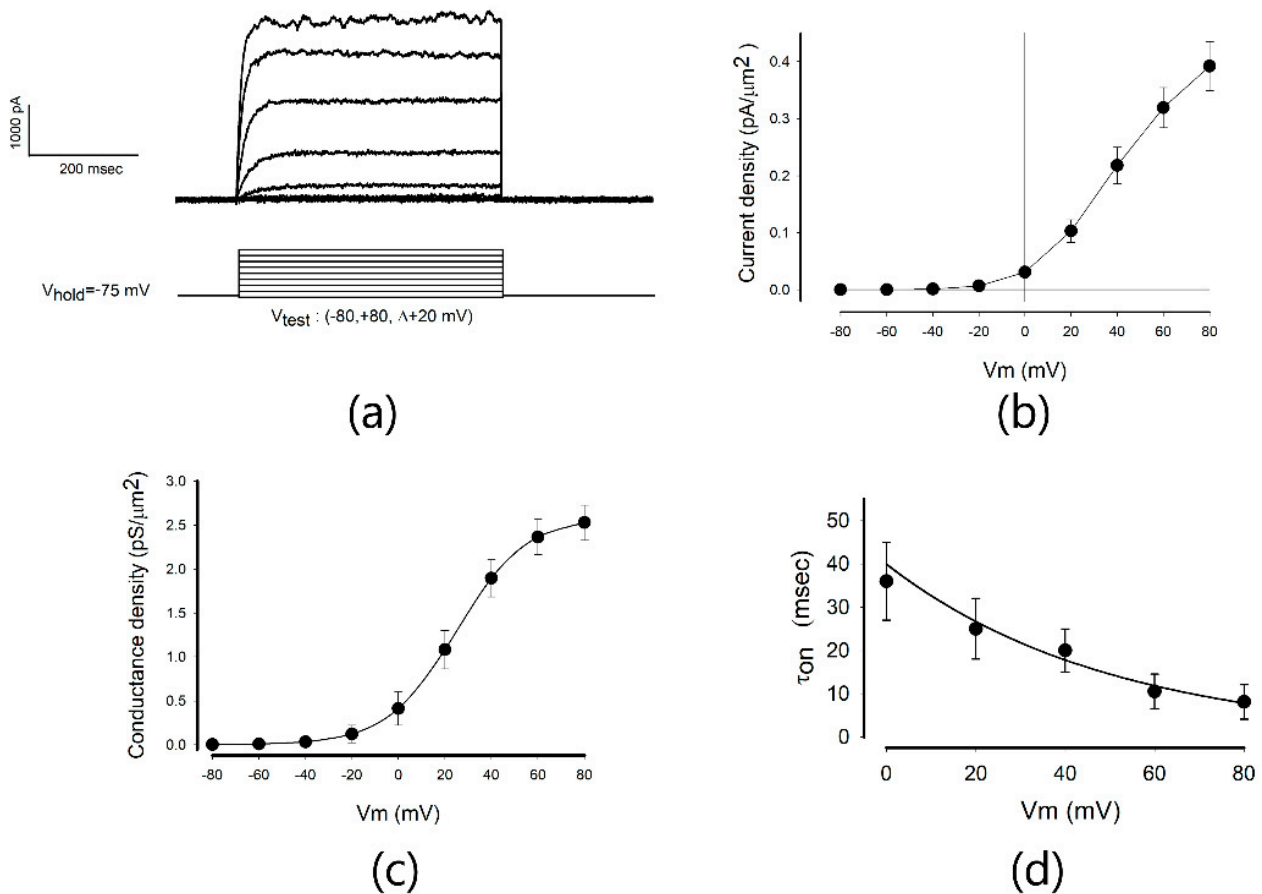 1000 pA
200 msec
Vhold=-75 mV
Vtest : (-80,+80, Λ+20 mV)
(a)
Current density (pA/μm2)
0.4
0.3
0.2
0.1
0.0
-80 -60 -40 -20 0 20 40 60 80
Vm (mV)
(b)
Conductance density (pS/μm2)
3.0
2.5
2.0
1.5
1.0
0.5
0.0
-80 -60 -40 -20 0 20 40 60 80
Vm (mV)
(c)
τon (msec)
50
40
30
20
10
0
0 20 40 60 80
Vm (mV)
(d)